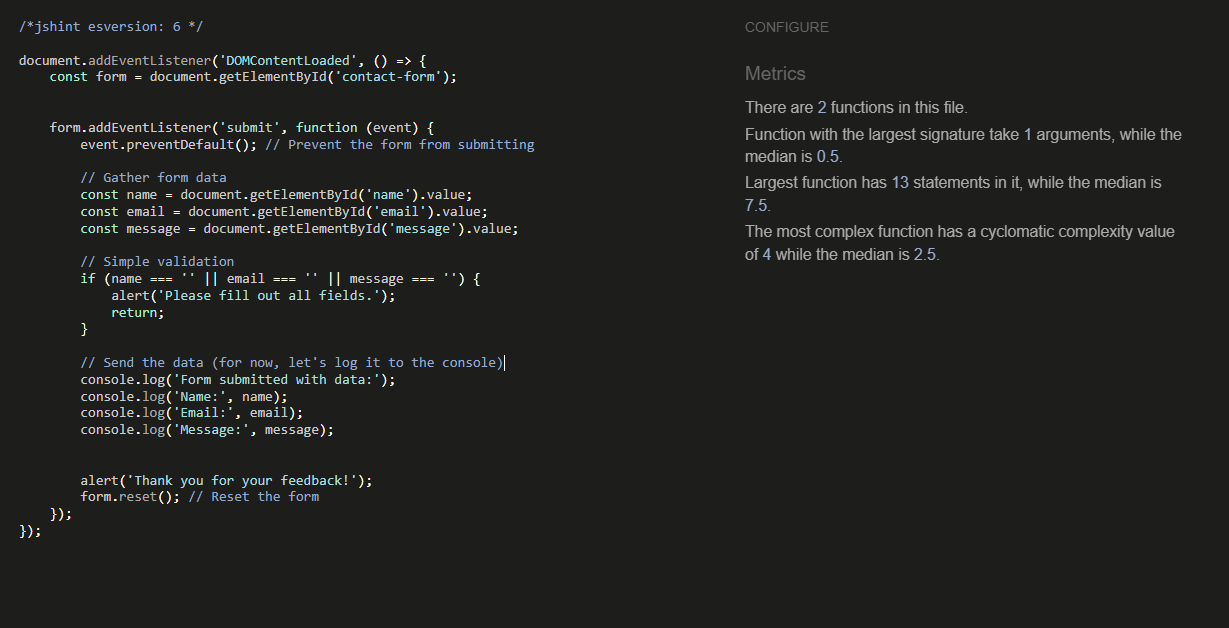 /*jshint esversion: 6 */
document.addEventListener('DOMContentLoaded', () => {
    const form = document.getElementById('contact-form');
    form.addEventListener('submit', function (event) {
        event.preventDefault(); // Prevent the form from submitting
        // Gather form data
        const name = document.getElementById('name').value;
        const email = document.getElementById('email').value;
        const message = document.getElementById('message').value;
        // Simple validation
        if (name === '' || email === '' || message === '') {
            alert('Please fill out all fields.');
            return;
        }
        // Send the data (for now, let's log it to the console)
        console.log('Form submitted with data:');
        console.log('Name:', name);
        console.log('Email:', email);
        console.log('Message:', message);
        alert('Thank you for your feedback!');
        form.reset(); // Reset the form
    });
});
CONFIGURE
Metrics
There are 2 functions in this file.
Function with the largest signature take 1 arguments, while the
median is 0.5.
Largest function has 13 statements in it, while the median is
7.5.
The most complex function has a cyclomatic complexity value
of 4 while the median is 2.5.